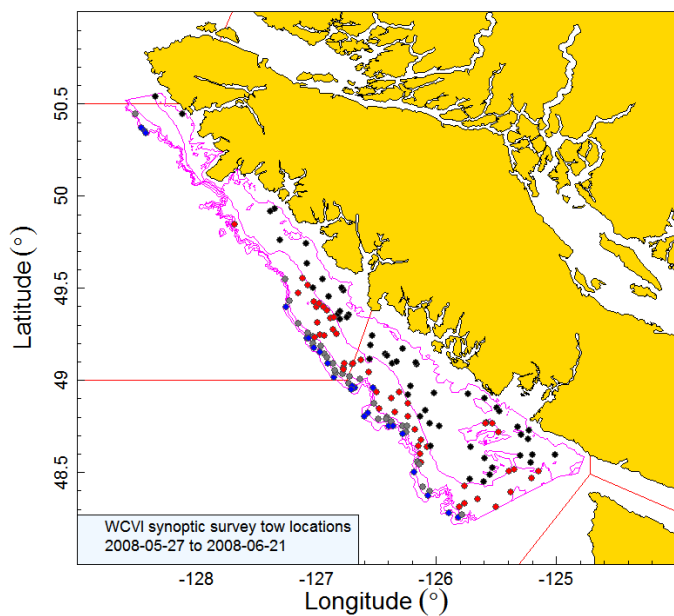 50.5
50
49.5
49
48.5
Latitude (°)
WCVI synoptic survey tow locations
2008-05-27 to 2008-06-21
-128
-127
-126
-125
Longitude (°)